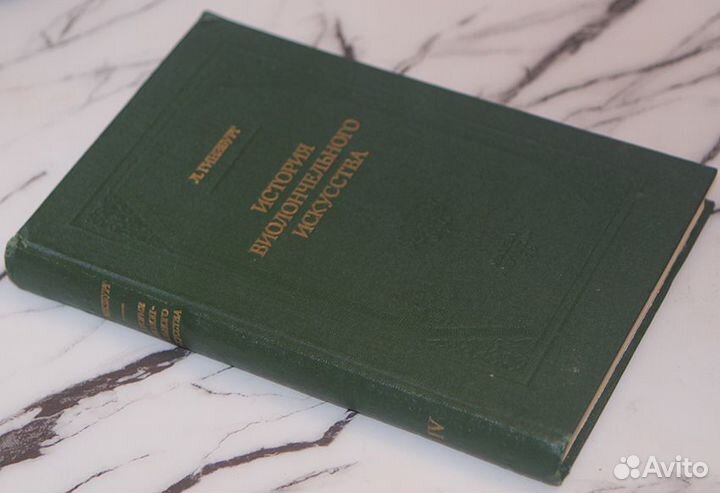 Л. ГИНЗБУРГ
ИСТОРИЯ
ВИОЛОНЧЕЛЬНОГО
ИСКУССТВА
IV
Avito